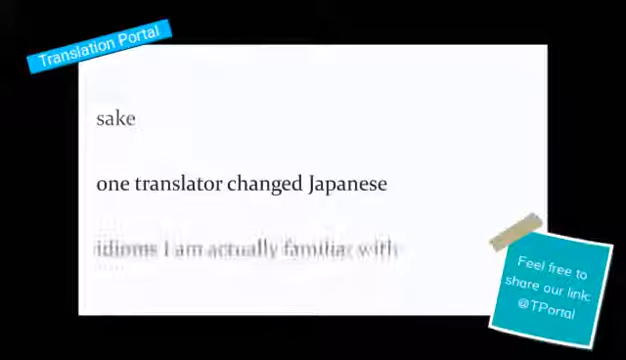 Translation Portal
sake
one translator changed Japanese
idioms I am actually familiar with
Feel free to
share our link:
@TPortal